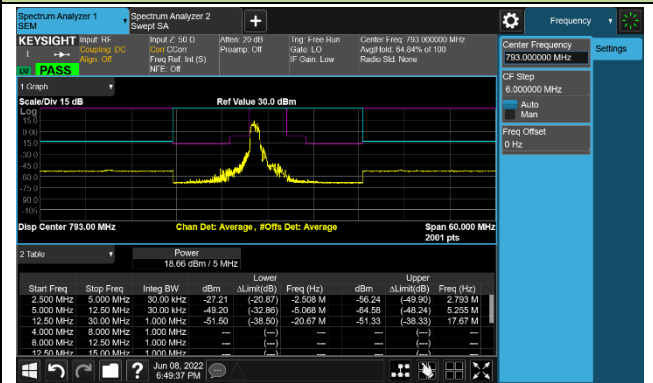 Spectrum Analyzer 1
SEM
Spectrum Analyzer 2
Swept SA
Frequency
KEYSIGHT
L
PASS
Input: RF
Coupling: DC
Align: Off
Input Z: 50 Ω
Corr CCorr
Freq Ref: Int (S)
NFE: Off
Atten: 20 dB
Preamp: Off
Trig: Free Run
Gate: LO
IF Gain: Low
Center Freq: 793.000000 MHz
Avg|Hold: 64.84% of 100
Radio Std: None
Center Frequency
793.000000 MHz
Settings
CF Step
6.000000 MHz
Auto
Man
Freq Offset
0 Hz
1 Graph
Scale/Div 15 dB
Ref Value 30.0 dBm
Log
15.0
0.00
-15.0
-30.0
-45.0
-60.0
-75.0
-90.0
-105
Disp Center 793.00 MHz
Chan Det: Average , #Offs Det: Average
Span 60.000 MHz
2001 pts
2 Table
Power
18.66 dBm / 5 MHz
Lower Upper
Start Freq Stop Freq Integ BW dBm ΔLimit(dB) Freq (Hz) dBm ΔLimit(dB) Freq (Hz)
2.500 MHz 5.000 MHz 30.00 kHz -27.21 (-20.87) -2.508 M -56.24 (-49.90) 2.793 M
5.000 MHz 12.50 MHz 30.00 kHz -49.20 (-32.86) -5.068 M -64.58 (-48.24) 5.255 M
12.50 MHz 30.00 MHz 1.000 MHz -51.50 (-38.50) -20.67 M -51.33 (-38.33) 17.67 M
4.000 MHz 8.000 MHz 1.000 MHz --- (---) --- --- (---) ---
8.000 MHz 12.50 MHz 1.000 MHz --- (---) --- --- (---) ---
12.50 MHz 15.00 MHz 1.000 MHz --- (---) --- --- (---) ---
?
Jun 08, 2022
6:49:37 PM